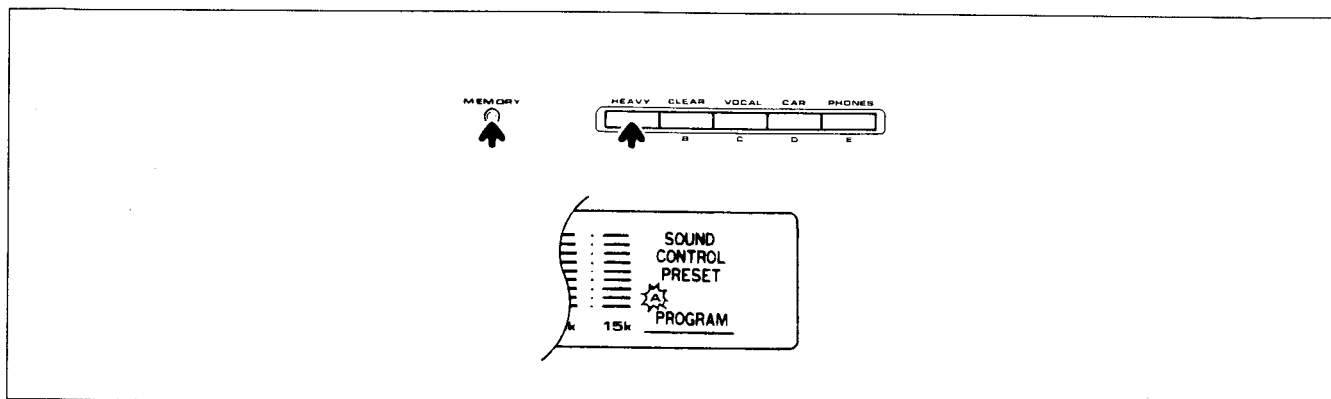 MEMORY
HEAVY CLEAR VOCAL CAR PHONES
B C D E
SOUND
CONTROL
PRESET
A
k 15k PROGRAM